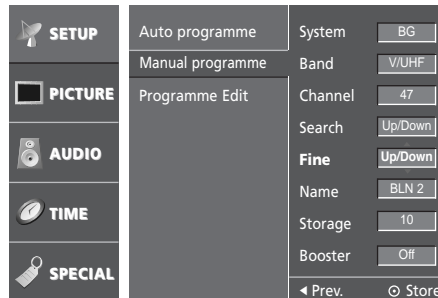 SETUP
PICTURE
AUDIO
TIME
SPECIAL
Auto programme
Manual programme
Programme Edit
System BG
Band V/UHF
Channel 47
Search Up/Down
Fine Up/Down
Name BLN 2
Storage 10
Booster Off
Prev. Store